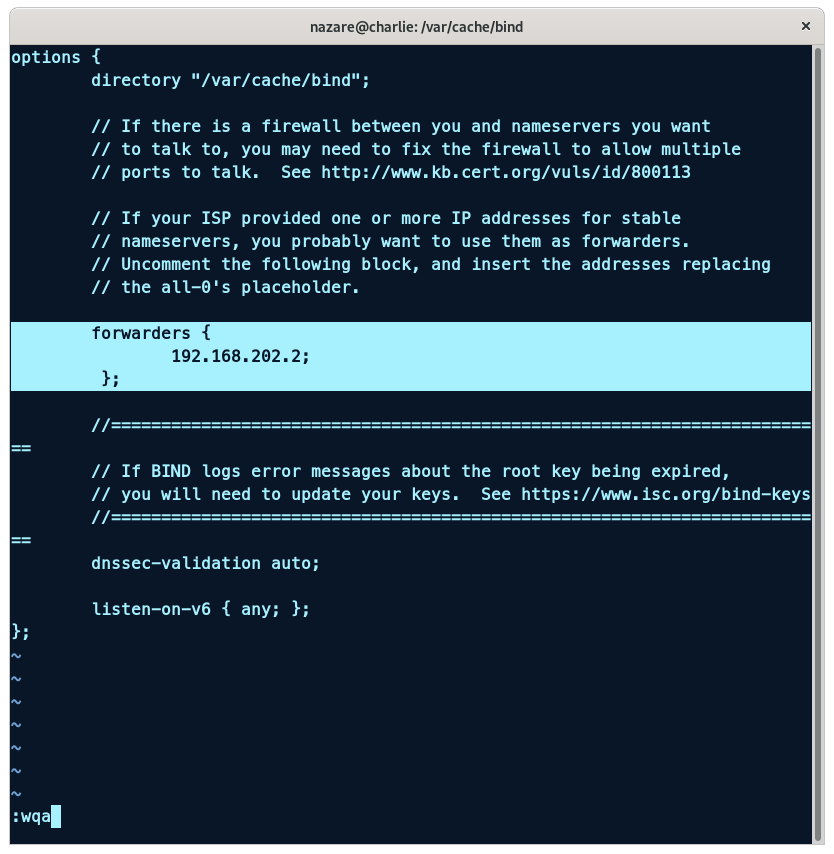 nazare@charlie: /var/cache/bind
×
options {
        directory "/var/cache/bind";
        // If there is a firewall between you and nameservers you want
        // to talk to, you may need to fix the firewall to allow multiple
        // ports to talk.  See http://www.kb.cert.org/vuls/id/800113
        // If your ISP provided one or more IP addresses for stable
        // nameservers, you probably want to use them as forwarders.
        // Uncomment the following block, and insert the addresses replacing
        // the all-0's placeholder.
        forwarders {
                192.168.202.2;
         };
        //======================================================================
==
        // If BIND logs error messages about the root key being expired,
        // you will need to update your keys.  See https://www.isc.org/bind-keys
        //======================================================================
==
        dnssec-validation auto;
        listen-on-v6 { any; };
};
~
~
~
~
~
~
~
:wqa